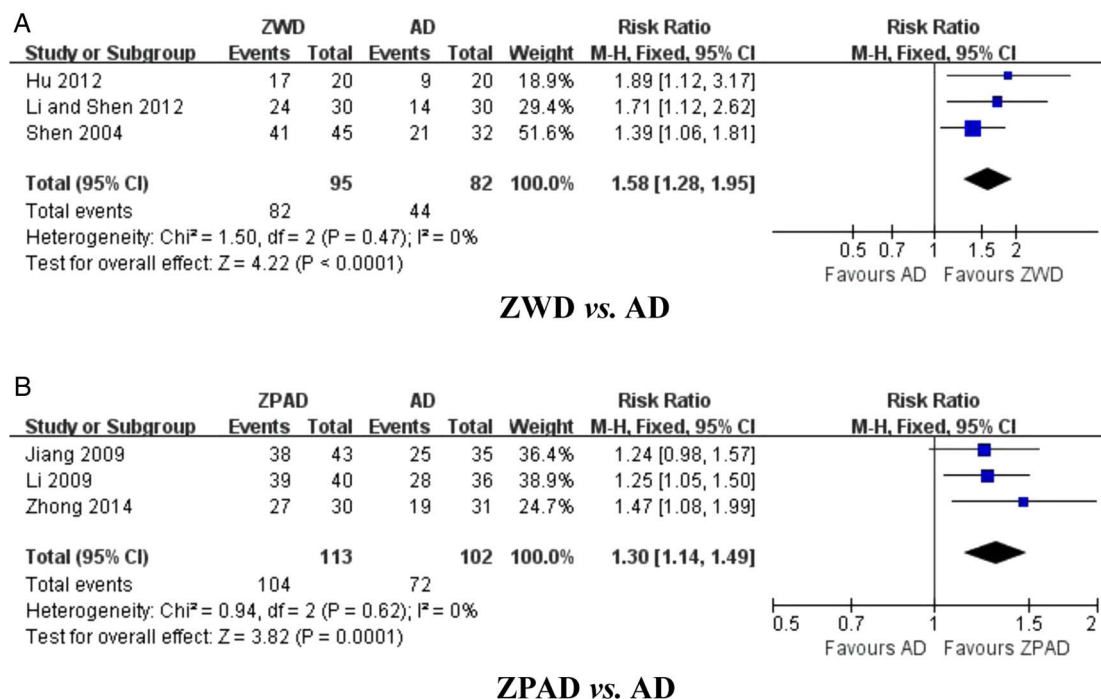 A
ZWD AD Risk Ratio Risk Ratio
Study or Subgroup Events Total Events Total Weight M-H, Fixed, 95% CI M-H, Fixed, 95% CI
Hu 2012 17 20 9 20 18.9% 1.89 [1.12, 3.17]
Li and Shen 2012 24 30 14 30 29.4% 1.71 [1.12, 2.62]
Shen 2004 41 45 21 32 51.6% 1.39 [1.06, 1.81]
Total (95% CI) 95 82 100.0% 1.58 [1.28, 1.95]
Total events 82 44
Heterogeneity: Chi² = 1.50, df = 2 (P = 0.47); I² = 0%
Test for overall effect: Z = 4.22 (P < 0.0001)
0.5 0.7 1 1.5 2
Favours AD Favours ZWD
ZWD vs. AD
B
ZPAD AD Risk Ratio Risk Ratio
Study or Subgroup Events Total Events Total Weight M-H, Fixed, 95% CI M-H, Fixed, 95% CI
Jiang 2009 38 43 25 35 36.4% 1.24 [0.98, 1.57]
Li 2009 39 40 28 36 38.9% 1.25 [1.05, 1.50]
Zhong 2014 27 30 19 31 24.7% 1.47 [1.08, 1.99]
Total (95% CI) 113 102 100.0% 1.30 [1.14, 1.49]
Total events 104 72
Heterogeneity: Chi² = 0.94, df = 2 (P = 0.62); I² = 0%
Test for overall effect: Z = 3.82 (P = 0.0001)
0.5 0.7 1 1.5 2
Favours AD Favours ZPAD
ZPAD vs. AD